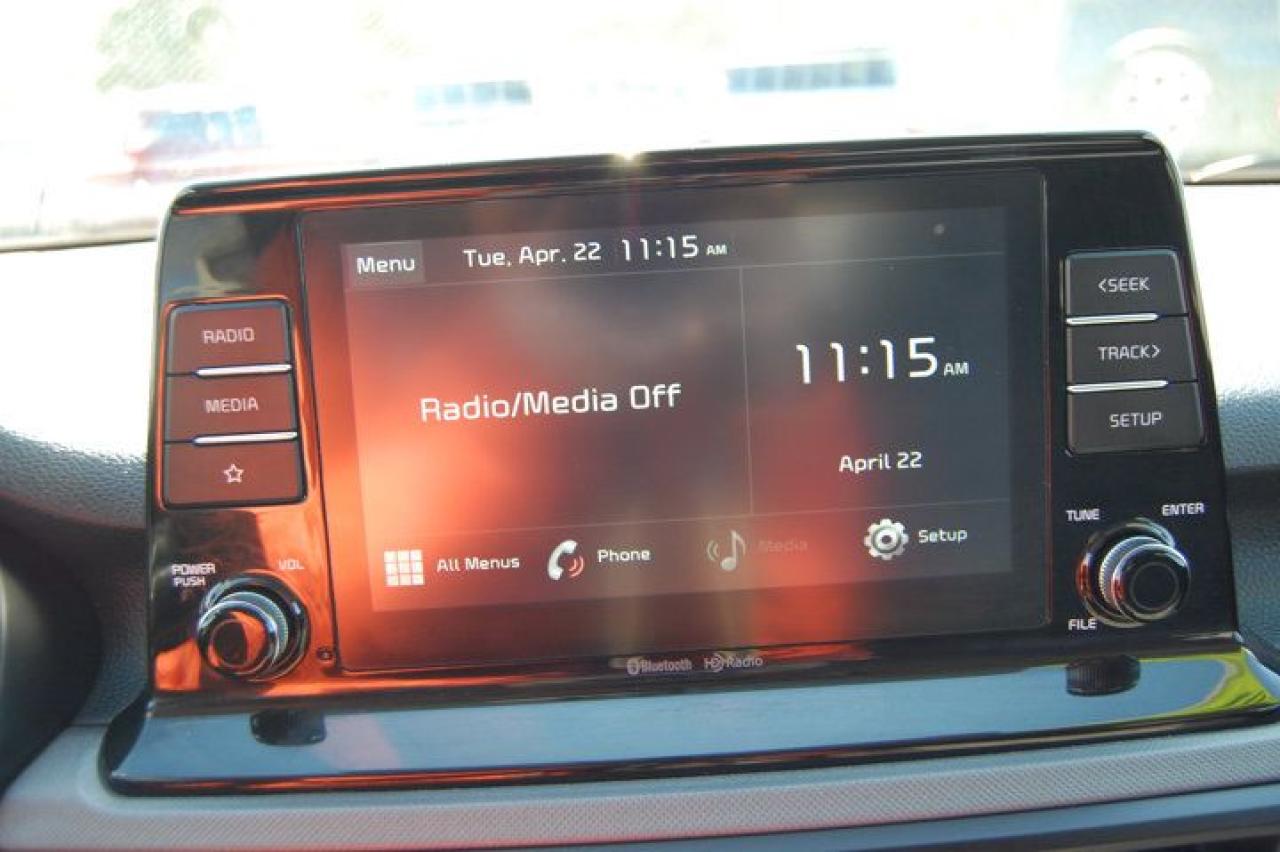 Menu
Tue, Apr. 22 11:15 AM
RADIO
MEDIA
Radio/Media Off
11:15 AM
April 22
All Menus
Phone
Media
Setup
<SEEK
TRACK>
SETUP
POWER
PUSH
VOL
TUNE
ENTER
FILE
Bluetooth
HD Radio